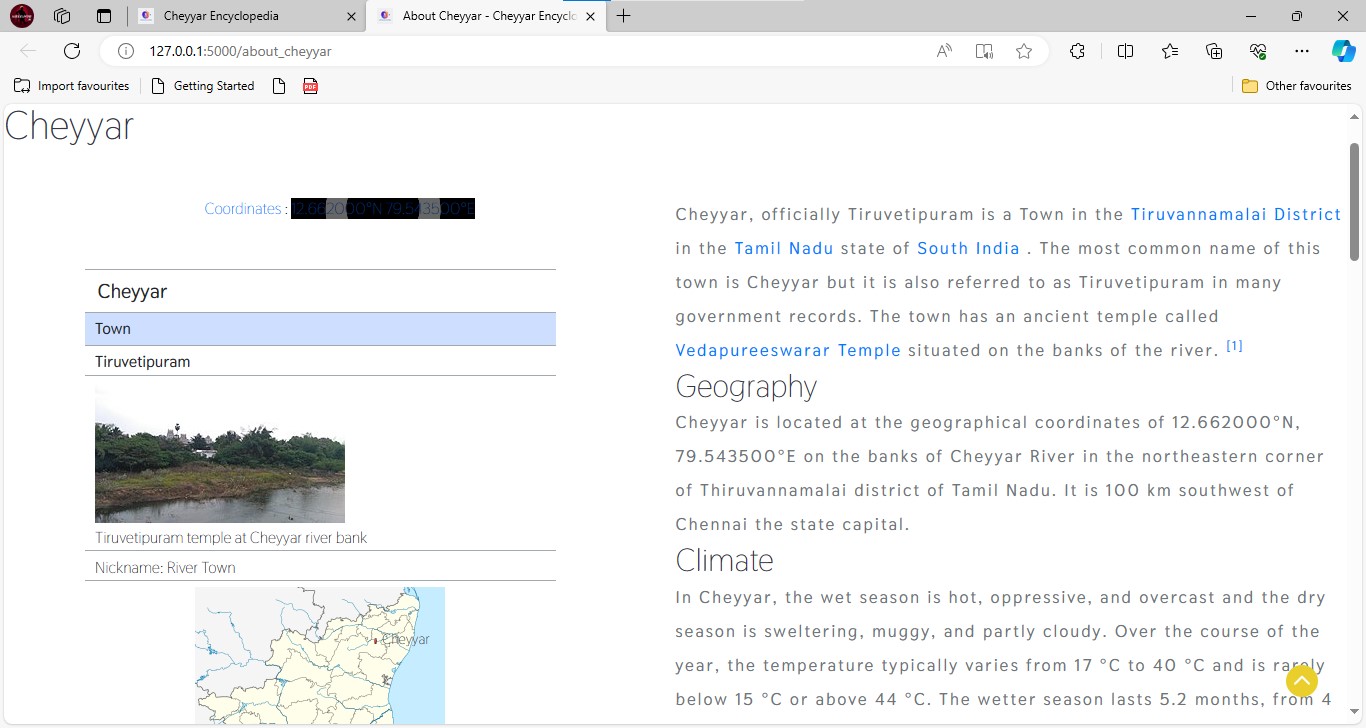 Cheyyar Encyclopedia
About Cheyyar - Cheyyar Encyclo
127.0.0.1:5000/about_cheyyar
Import favourites
Getting Started
PDF
Other favourites
Cheyyar
Coordinates : 12.662000°N 79.543500°E
Cheyyar
Town
Tiruvetipuram
Tiruvetipuram temple at Cheyyar river bank
Nickname: River Town
Cheyyar
Cheyyar, officially Tiruvetipuram is a Town in the Tiruvannamalai District
in the Tamil Nadu state of South India . The most common name of this
town is Cheyyar but it is also referred to as Tiruvetipuram in many
government records. The town has an ancient temple called
Vedapureeswarar Temple situated on the banks of the river. [1]
Geography
Cheyyar is located at the geographical coordinates of 12.662000°N,
79.543500°E on the banks of Cheyyar River in the northeastern corner
of Thiruvannamalai district of Tamil Nadu. It is 100 km southwest of
Chennai the state capital.
Climate
In Cheyyar, the wet season is hot, oppressive, and overcast and the dry
season is sweltering, muggy, and partly cloudy. Over the course of the
year, the temperature typically varies from 17 °C to 40 °C and is rarely
below 15 °C or above 44 °C. The wetter season lasts 5.2 months, from 4